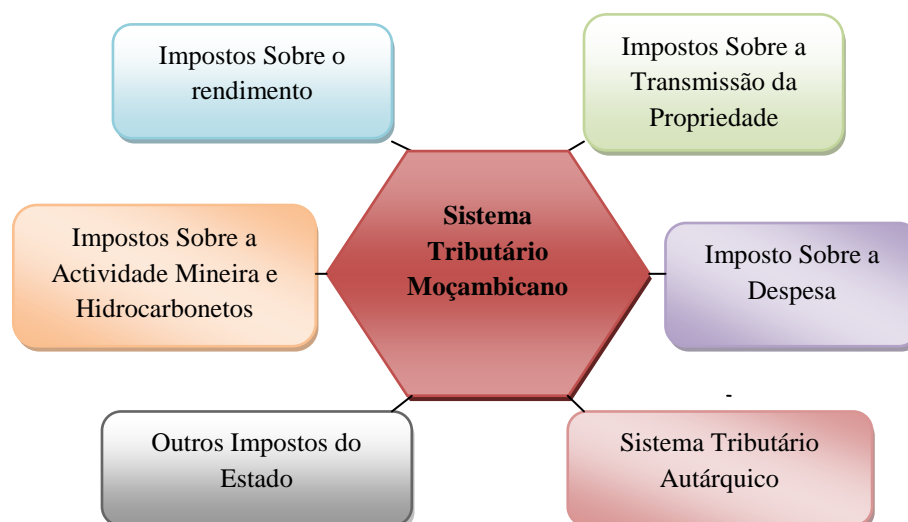 Impostos Sobre o
rendimento
Impostos Sobre a
Transmissão da
Propriedade
Sistema
Tributário
Moçambicano
Impostos Sobre a
Actividade Mineira e
Hidrocarbonetos
Imposto Sobre a
Despesa
-
Outros Impostos do
Estado
Sistema Tributário
Autárquico